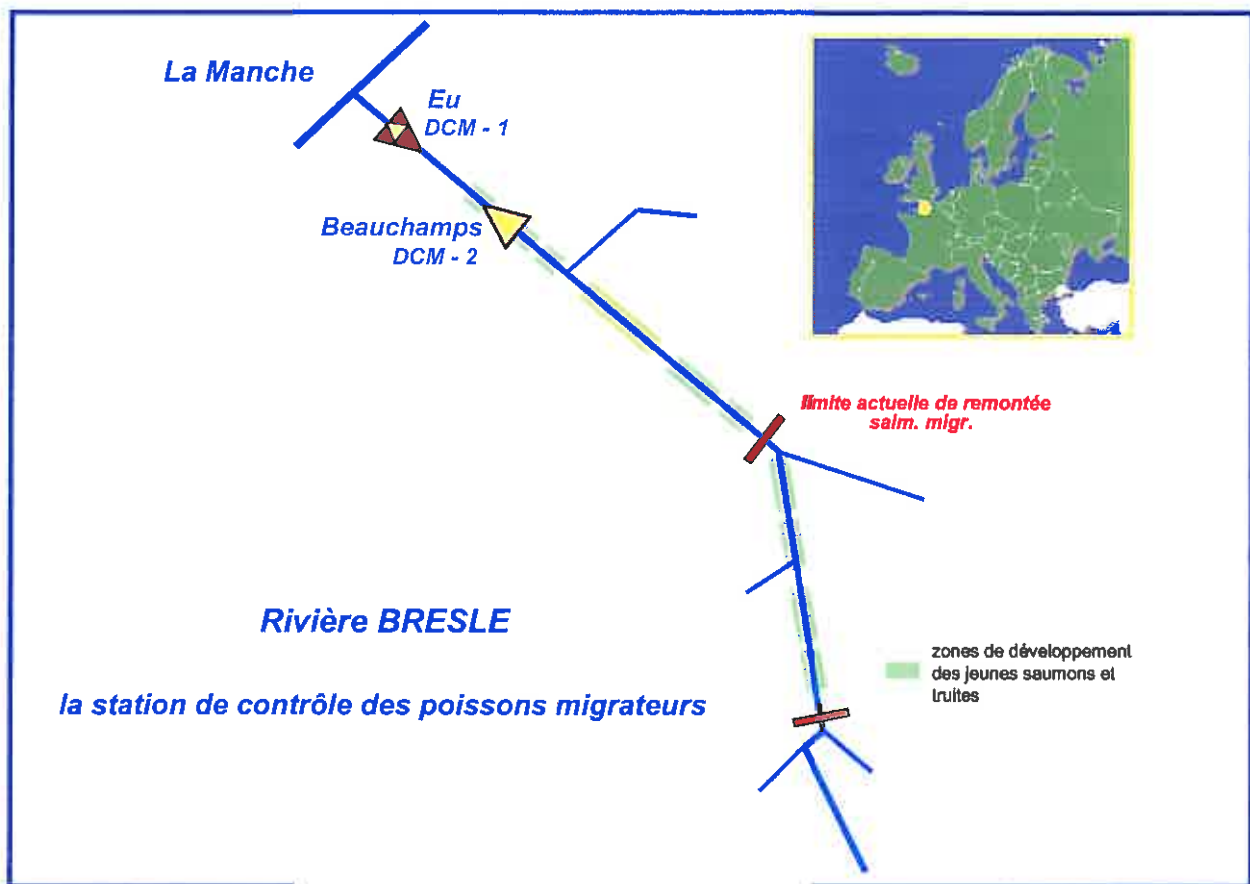 La Manche
Eu
DCM - 1
Beauchamps
DCM - 2
limite actuelle de remontée
salm. migr.
Rivière BRESLE
la station de contrôle des poissons migrateurs
zones de développement
des jeunes saumons et
truites